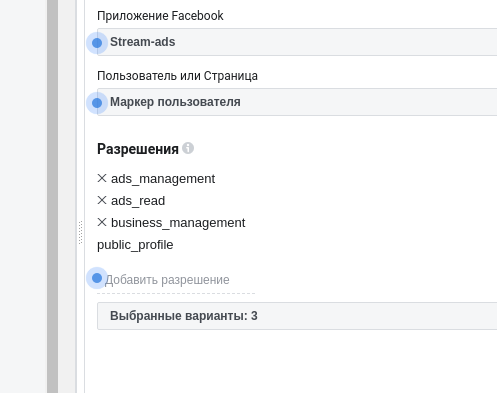 Приложение Facebook
Stream-ads
Пользователь или Страница
Маркер пользователя
Разрешения
ads_management
ads_read
business_management
public_profile
Добавить разрешение
Выбранные варианты: 3